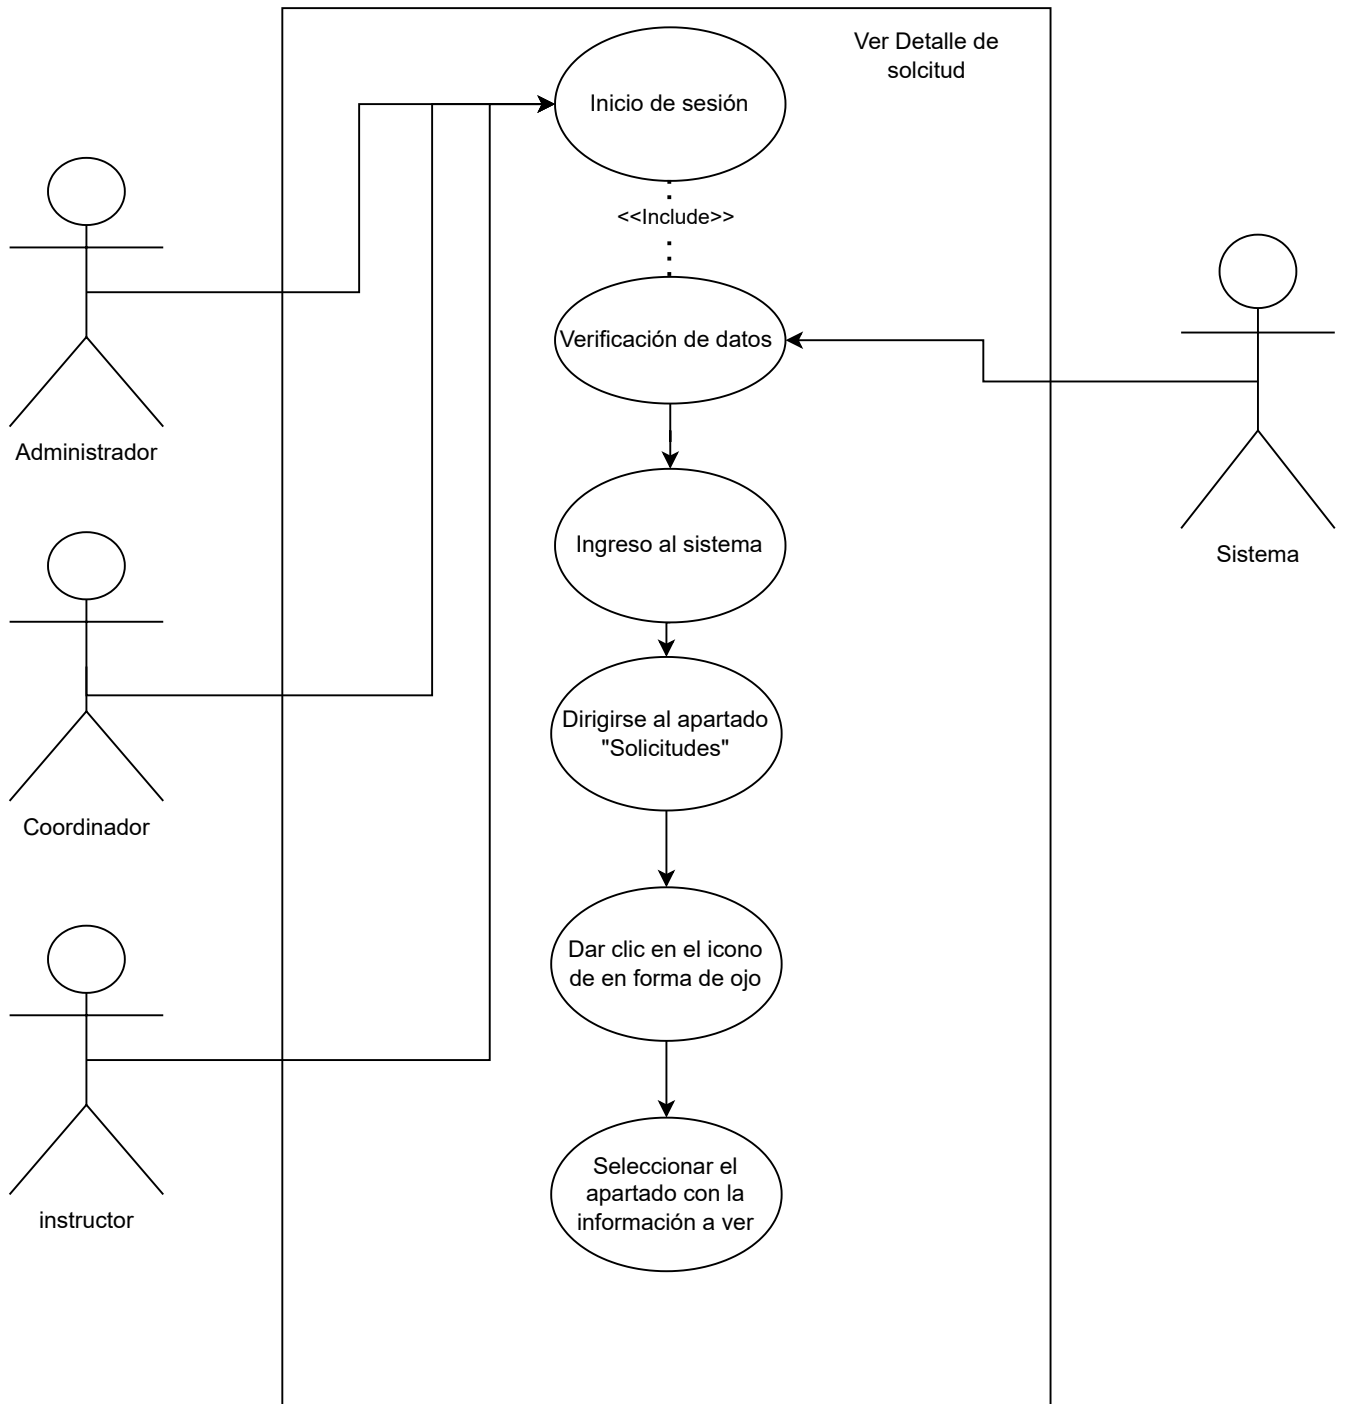 Ver Detalle de
solcitud
Inicio de sesión
<<Include>>
Verificación de datos
Administrador
Ingreso al sistema
Sistema
Dirigirse al apartado
"Solicitudes"
Coordinador
Dar clic en el icono
de en forma de ojo
Seleccionar el
apartado con la
información a ver
instructor